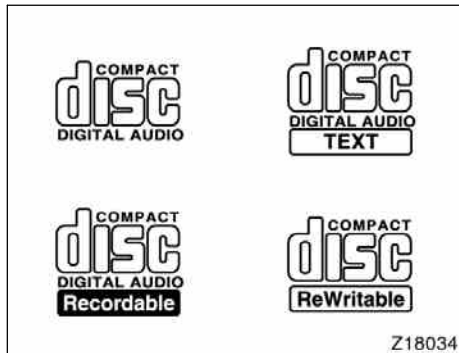 COMPACT
disc
DIGITAL AUDIO
COMPACT
disc
DIGITAL AUDIO
TEXT
COMPACT
disc
DIGITAL AUDIO
Recordable
COMPACT
disc
ReWritable
Z18034